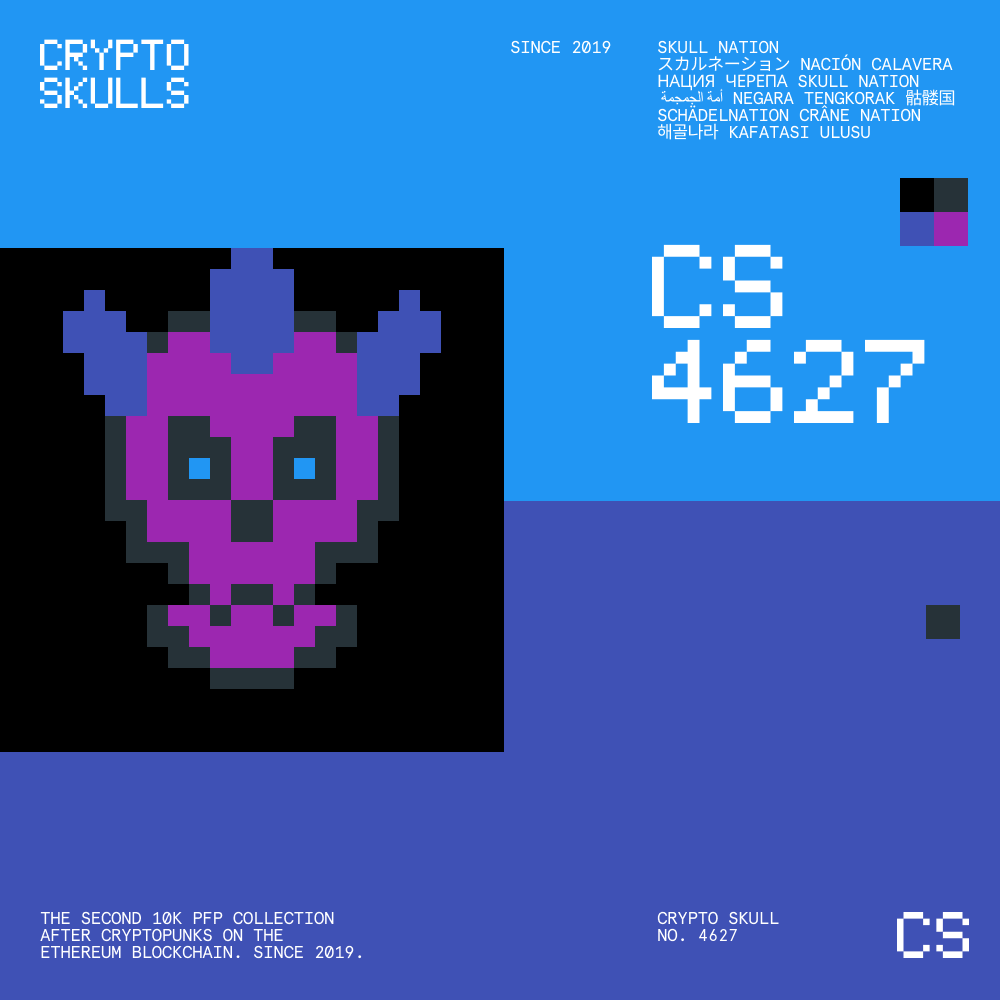 CRYPTO
SKULLS
SINCE 2019
SKULL NATION
スカルネーション NACIÓN CALAVERA
НАЦИЯ ЧЕРЕПА SKULL NATION
أمة الجمجمة NEGARA TENGKORAK 骷髅国
SCHÄDELNATION CRÂNE NATION
해골나라 KAFATASI ULUSU
CS
4627
THE SECOND 10K PFP COLLECTION
AFTER CRYPTOPUNKS ON THE
ETHEREUM BLOCKCHAIN. SINCE 2019.
CRYPTO SKULL
NO. 4627
CS